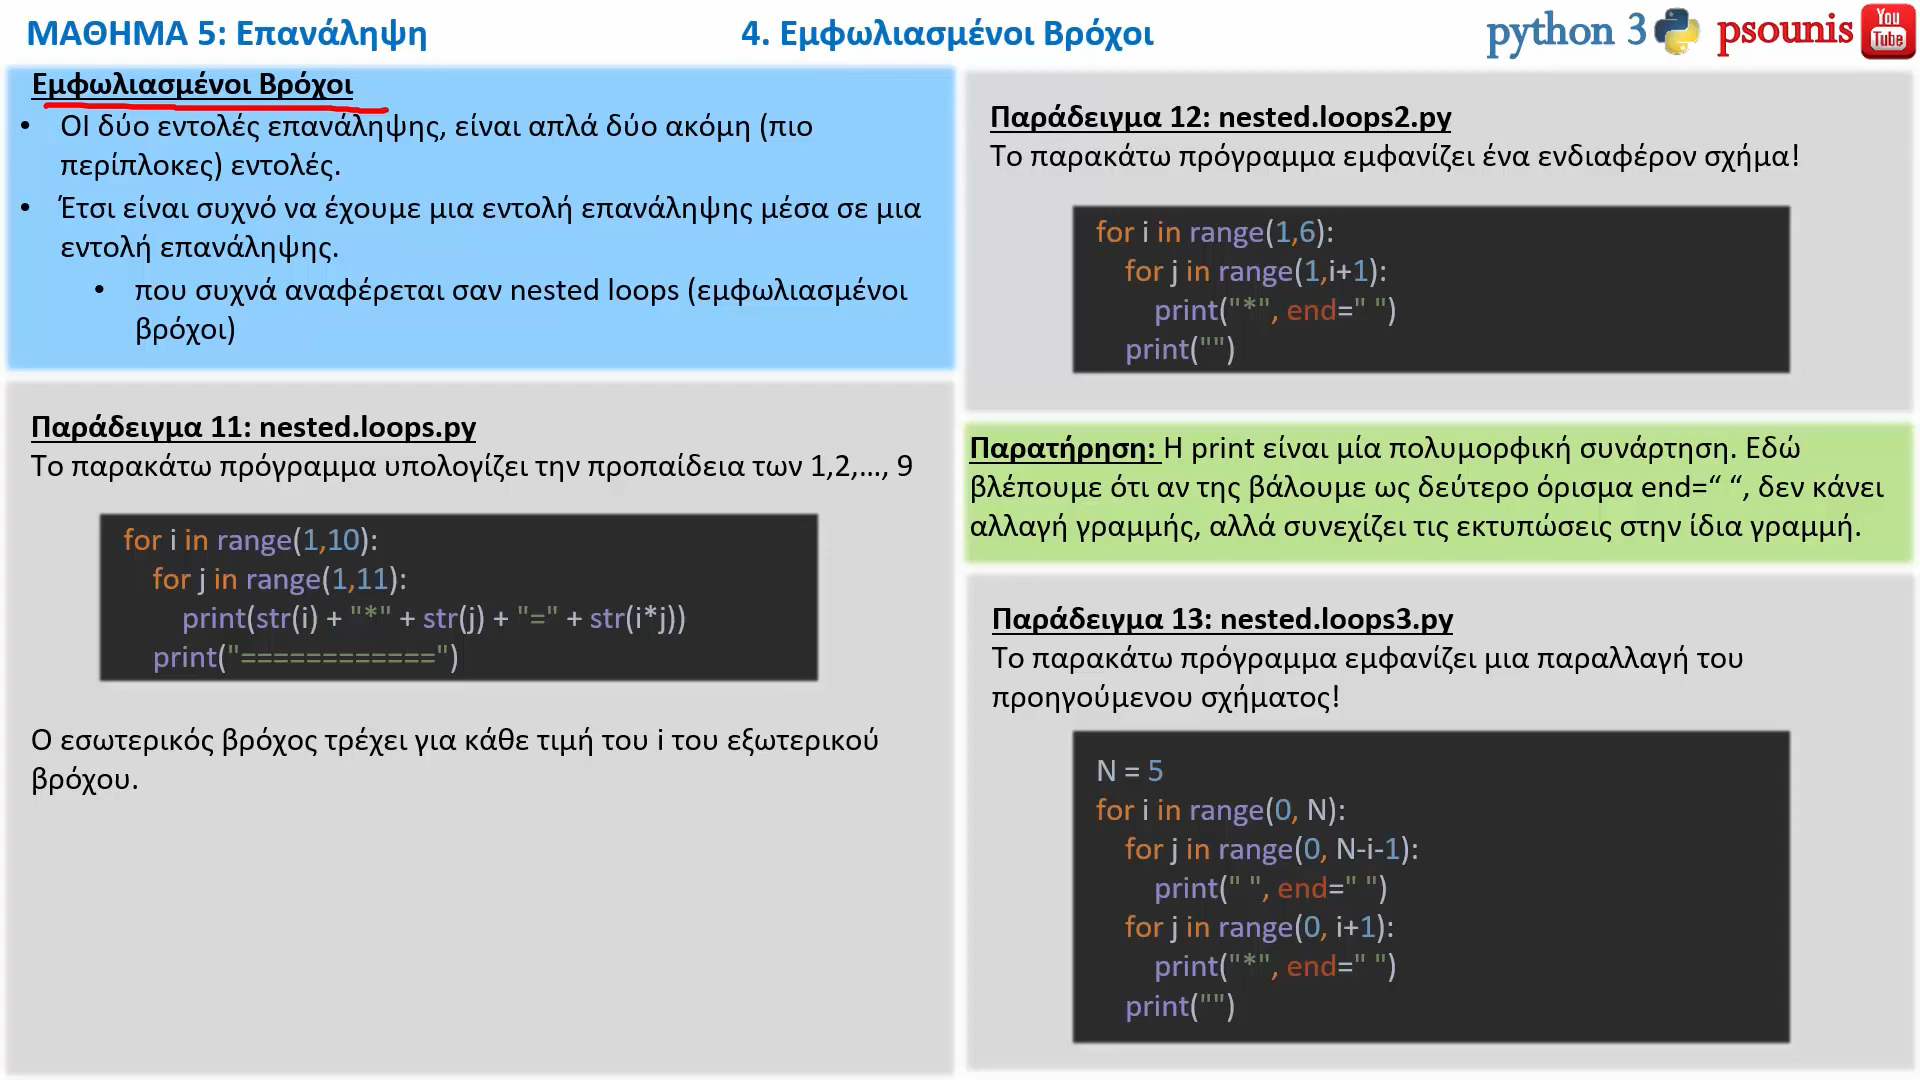 ΜΑΘΗΜΑ 5: Επανάληψη
4. Εμφωλιασμένοι Βρόχοι
python 3
psounis
You
Tube
Εμφωλιασμένοι Βρόχοι
• ΟΙ δύο εντολές επανάληψης, είναι απλά δύο ακόμη (πιο
περίπλοκες) εντολές.
• Έτσι είναι συχνό να έχουμε μια εντολή επανάληψης μέσα σε μια
εντολή επανάληψης.
• που συχνά αναφέρεται σαν nested loops (εμφωλιασμένοι
βρόχοι)
Παράδειγμα 11: nested.loops.py
Το παρακάτω πρόγραμμα υπολογίζει την προπαίδεια των 1,2,…, 9
for i in range(1,10):
for j in range(1,11):
print(str(i) + "*" + str(j) + "=" + str(i*j))
print("============")
Ο εσωτερικός βρόχος τρέχει για κάθε τιμή του i του εξωτερικού
βρόχου.
Παράδειγμα 12: nested.loops2.py
Το παρακάτω πρόγραμμα εμφανίζει ένα ενδιαφέρον σχήμα!
for i in range(1,6):
for j in range(1,i+1):
print("*", end=" ")
print("")
Παρατήρηση: Η print είναι μία πολυμορφική συνάρτηση. Εδώ
βλέπουμε ότι αν της βάλουμε ως δεύτερο όρισμα end=“ “, δεν κάνει
αλλαγή γραμμής, αλλά συνεχίζει τις εκτυπώσεις στην ίδια γραμμή.
Παράδειγμα 13: nested.loops3.py
Το παρακάτω πρόγραμμα εμφανίζει μια παραλλαγή του
προηγούμενου σχήματος!
N = 5
for i in range(0, N):
for j in range(0, N-i-1):
print(" ", end=" ")
for j in range(0, i+1):
print("*", end=" ")
print("")